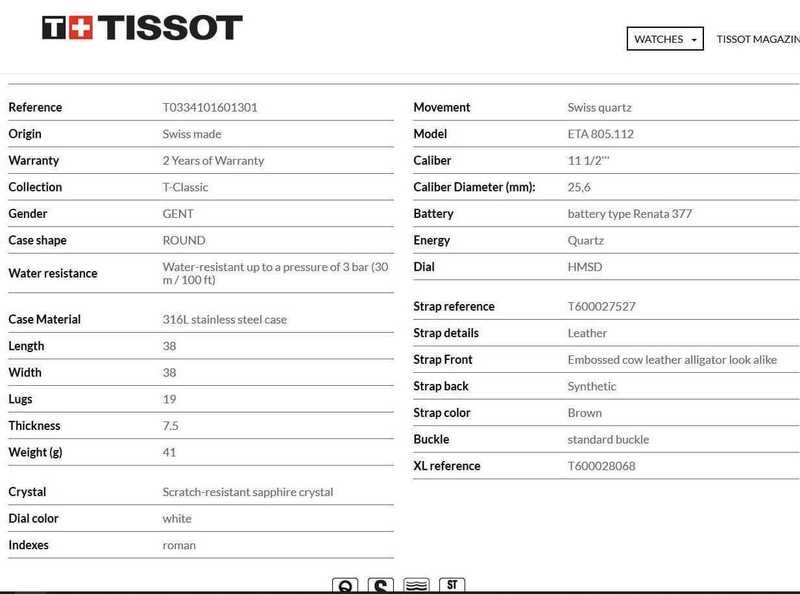 T+ TISSOT
WATCHES
TISSOT MAGAZIN
Reference T0334101601301
Origin Swiss made
Warranty 2 Years of Warranty
Collection T-Classic
Gender GENT
Case shape ROUND
Water resistance Water-resistant up to a pressure of 3 bar (30
m / 100 ft)
Case Material 316L stainless steel case
Length 38
Width 38
Lugs 19
Thickness 7.5
Weight (g) 41
Crystal Scratch-resistant sapphire crystal
Dial color white
Indexes roman
Movement Swiss quartz
Model ETA 805.112
Caliber 11 1/2'''
Caliber Diameter (mm): 25,6
Battery battery type Renata 377
Energy Quartz
Dial HMSD
Strap reference T600027527
Strap details Leather
Strap Front Embossed cow leather alligator look alike
Strap back Synthetic
Strap color Brown
Buckle standard buckle
XL reference T600028068
Q S ST